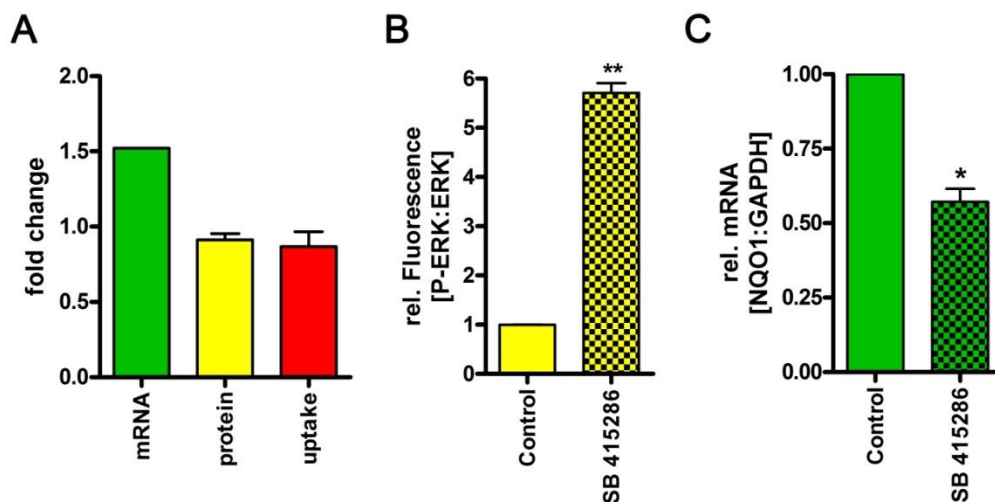 A
fold change
2.0
1.5
1.0
0.5
0.0
mRNA
protein
uptake
B
rel. Fluorescence
[P-ERK:ERK]
6
5
4
3
2
1
0
**
Control
SB 415286
C
rel. mRNA
[NQO1:GAPDH]
1.00
0.75
0.50
0.25
0.00
*
Control
SB 415286